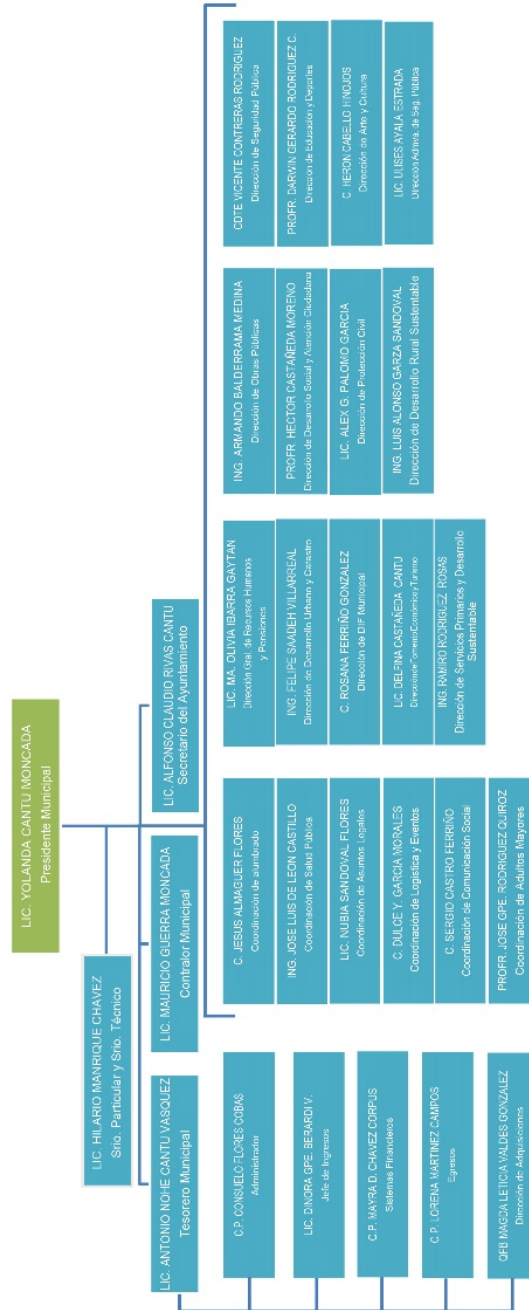 LIC. YOLANDA CANTU MONCADA
Presidente Municipal
LIC. HILARIO MANRIQUE CHAVEZ
Srio. Particular y Srio. Técnico
LIC. ANTONIO NOHE CANTU VASQUEZ
Tesorero Municipal
LIC. MAURICIO GUERRA MONCADA
Contralor Municipal
LIC. ALFONSO CLAUDIO RIVAS CANTU
Secretario del Ayuntamiento
C.P. CONSUELO FLORES COBAS
Administrador
LIC. DINORA GPE. BERARDI V.
Jefe de Ingresos
C.P. MAYRA D. CHAVEZ CORPUS
Sistemas Financieros
C.P. LORENA MARTINEZ CAMPOS
Egresos
QFB MAGDA LETICIA VALDES GONZALEZ
Dirección de Adquisiciones
C. JESUS ALMAGUER FLORES
Coordinación de alumbrado
ING. JOSE LUIS DE LEON CASTILLO
Coordinación de Salud Pública
LIC. NUBIA SANDOVAL FLORES
Coordinación de Asuntos Legales
C. DULCE Y. GARCIA MORALES
Coordinación de Logística y Eventos
C. SERGIO CASTRO FERRIÑO
Coordinación de Comunicación Social
PROFR. JOSE GPE. RODRIGUEZ QUIROZ
Coordinación de Adultos Mayores
LIC. MA. OLIVIA IBARRA GAYTAN
Dirección Gral. de Recursos Humanos
y Pensiones
ING. FELIPE SAADEH VILLARREAL
Dirección de Desarrollo Urbano y Catastro
C. ROSANA FERRIÑO GONZALEZ
Dirección de DIF Municipal
LIC. DELFINA CASTAÑEDA CANTU
Dirección de Fomento Económico y Turismo
ING. RAMIRO RODRIGUEZ ROSAS
Dirección de Servicios Primarios y Desarrollo
Sustentable
ING. ARMANDO BALDERRAMA MEDINA
Dirección de Obras Públicas
PROFR. HECTOR CASTAÑEDA MORENO
Dirección de Desarrollo Social y Atención Ciudadana
LIC. ALEX G. PALOMO GARCIA
Dirección de Protección Civil
ING. LUIS ALONSO GARZA SANDOVAL
Dirección de Desarrollo Rural Sustentable
CDTE VICENTE CONTRERAS RODRIGUEZ
Dirección de Seguridad Pública
PROFR. DARWIN GERARDO RODRIGUEZ C.
Dirección de Educación y Deportes
C. HERON CABELLO HINOJOS
Dirección de Arte y Cultura
LIC. ULISES AYALA ESTRADA
Dirección Admva. de Seg. Pública